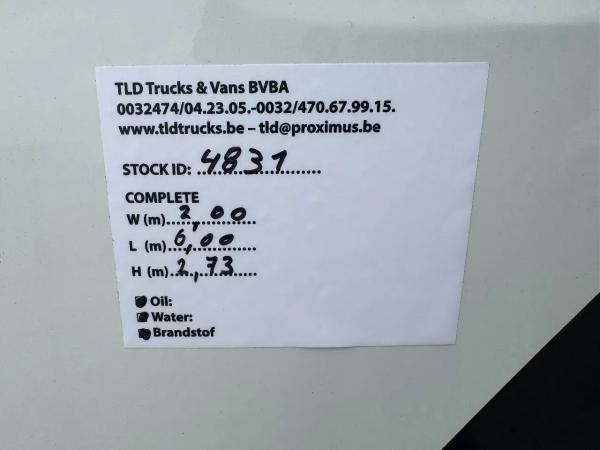 TLD Trucks & Vans BVBA
0032474/04.23.05.-0032/470.67.99.15.
www.tldtrucks.be – tld@proximus.be
STOCK ID: 4831
COMPLETE
W (m) 2,00
L (m) 6,00
H (m) 2,73
Oil:
Water:
Brandstof